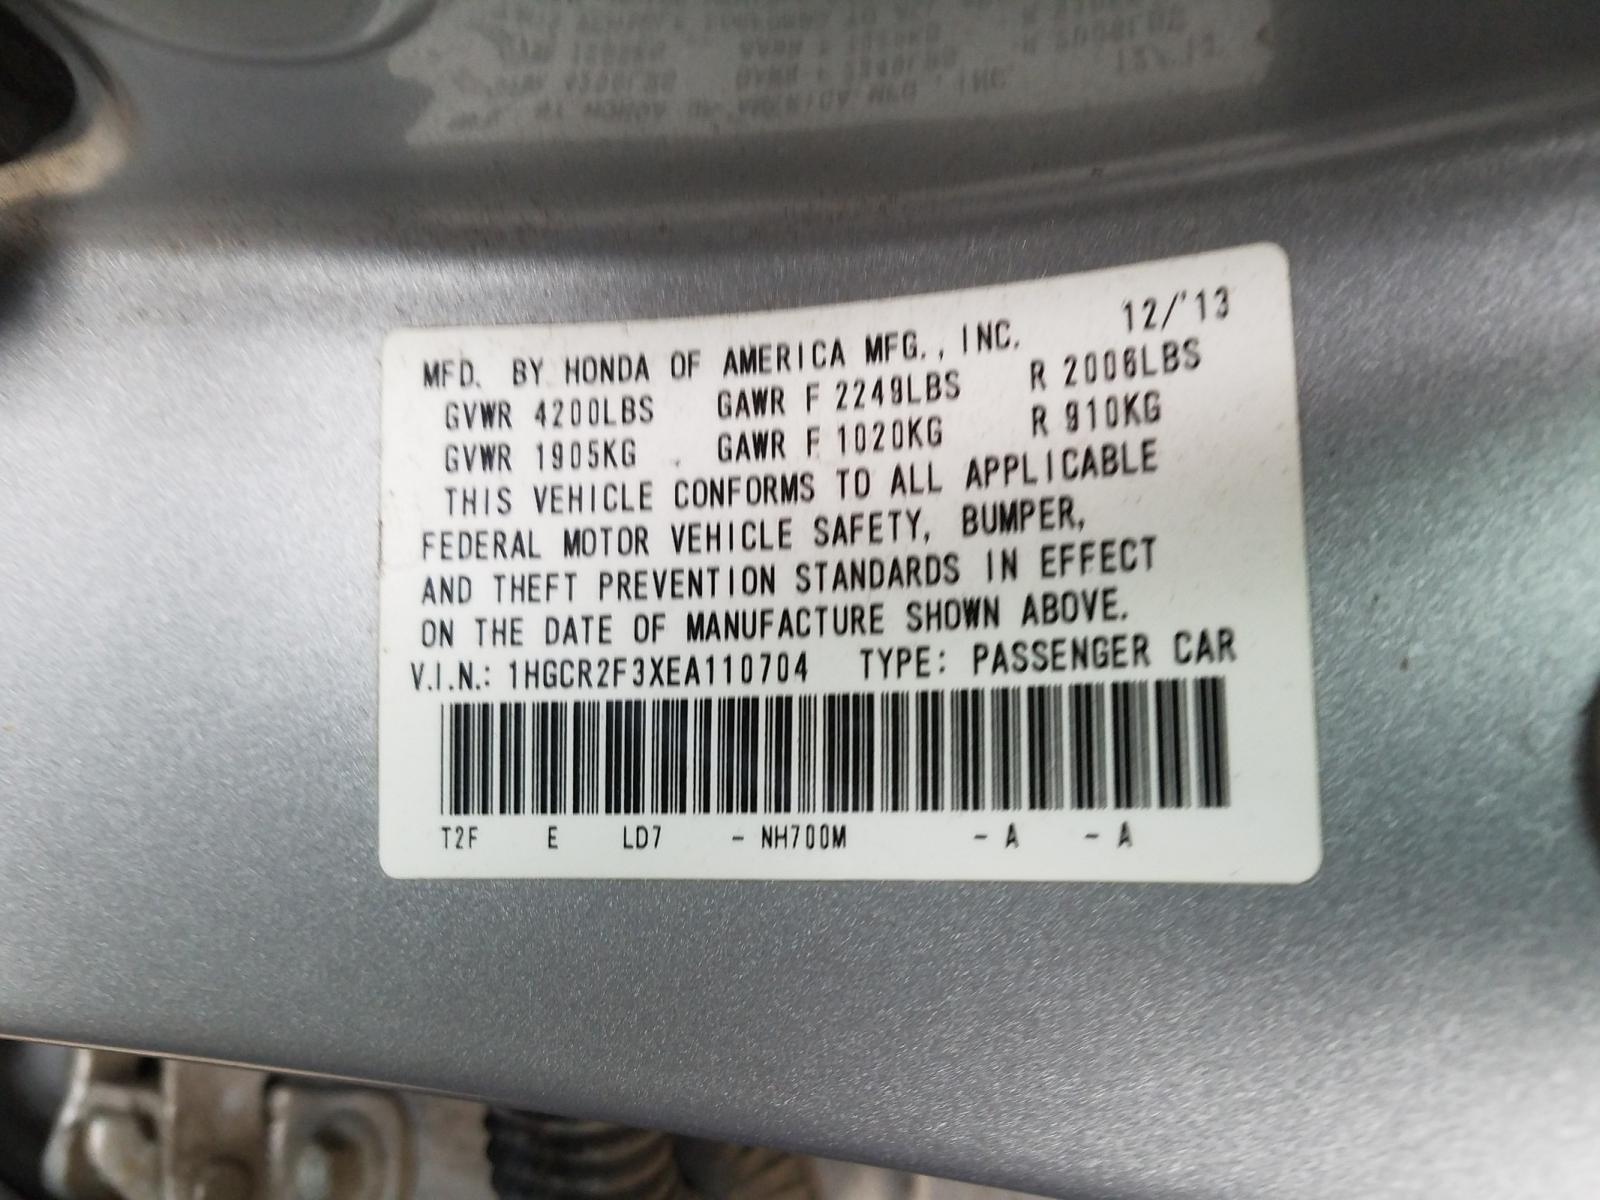 12/'13
MFD. BY HONDA OF AMERICA MFG., INC.
GVWR 4200LBS GAWR F 2249LBS R 2006LBS
GVWR 1905KG GAWR F 1020KG R 910KG
THIS VEHICLE CONFORMS TO ALL APPLICABLE
FEDERAL MOTOR VEHICLE SAFETY, BUMPER,
AND THEFT PREVENTION STANDARDS IN EFFECT
ON THE DATE OF MANUFACTURE SHOWN ABOVE.
V.I.N.: 1HGCR2F3XEA110704 TYPE: PASSENGER CAR
T2F E LD7 - NH700M - A - A